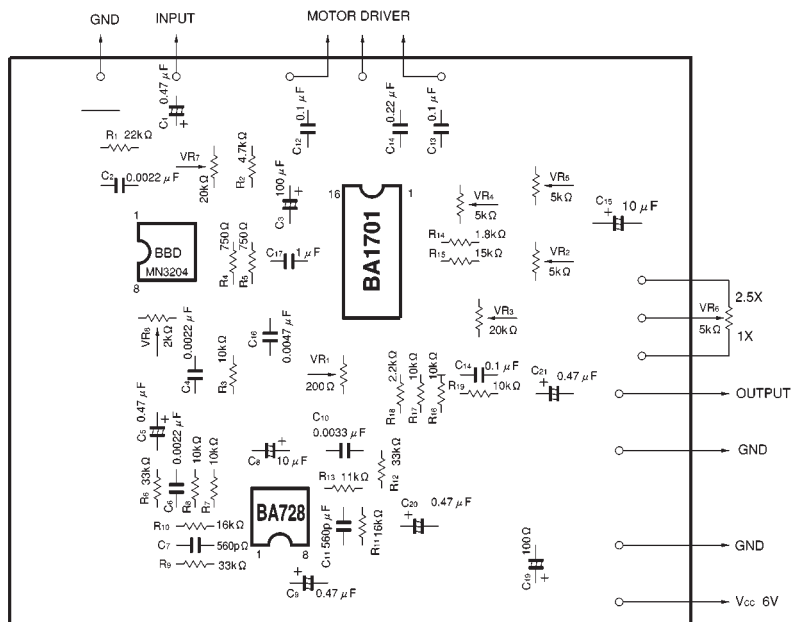 GND INPUT MOTOR DRIVER
C1 0.47 μF
R1 22kΩ
C2 0.0022 μF
VR7
20kΩ
R2 4.7kΩ
C3 100 μF
C12 0.1 μF
C14 0.22 μF
C13 0.1 μF
1
BBD
MN3204
8
R4 750Ω
R5 750Ω
C17 1 μF
16 1
BA1701
VR4
5kΩ
VR5
5kΩ
R14 1.8kΩ
R15 15kΩ
VR2
5kΩ
C15
10 μF
2.5X
VR6
5kΩ
1X
VR3
20kΩ
VR8
2kΩ
C4 0.0022 μF
R3 10kΩ
C16 0.0047 μF
VR1
200Ω
R18 2.2kΩ
R17 10kΩ
R16 10kΩ
C14 0.1 μF
R19 10kΩ
C21 0.47 μF
OUTPUT
GND
C5 0.47 μF
R6 33kΩ
C6 0.0022 μF
R8 10kΩ
R7 10kΩ
C8 10 μF
C10
0.0033 μF
R13 11kΩ
R12 33kΩ
R10 16kΩ
C7 560pΩ
R9 33kΩ
BA728
1 8
C11 560p μF
R11 16kΩ
C20 0.47 μF
C9 0.47 μF
C19 100Ω
GND
Vcc 6V